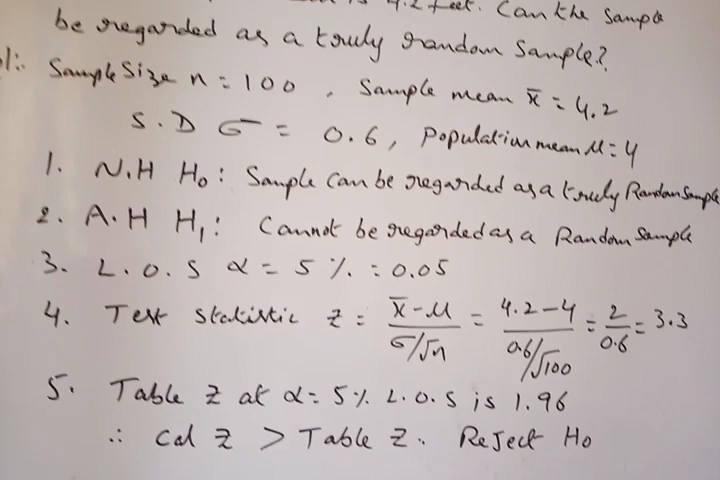 is 4.2 feet. Can the Sample
be regarded as a truly random sample?
Sol:- Sample Size n = 100 , Sample mean x̄ = 4.2
S.D σ = 0.6, Population mean μ = 4
1. N.H H₀: Sample can be regarded as a truly Random Sample
2. A.H H₁: Cannot be regarded as a Random Sample
3. L.O.S α = 5 % = 0.05
4. Test Statistic z = x̄-μ / σ/√n = 4.2-4 / 0.6/√100 = 2 / 0.6 = 3.3
5. Table z at α = 5% L.O.S is 1.96
∴ Cal z > Table z. Reject H₀